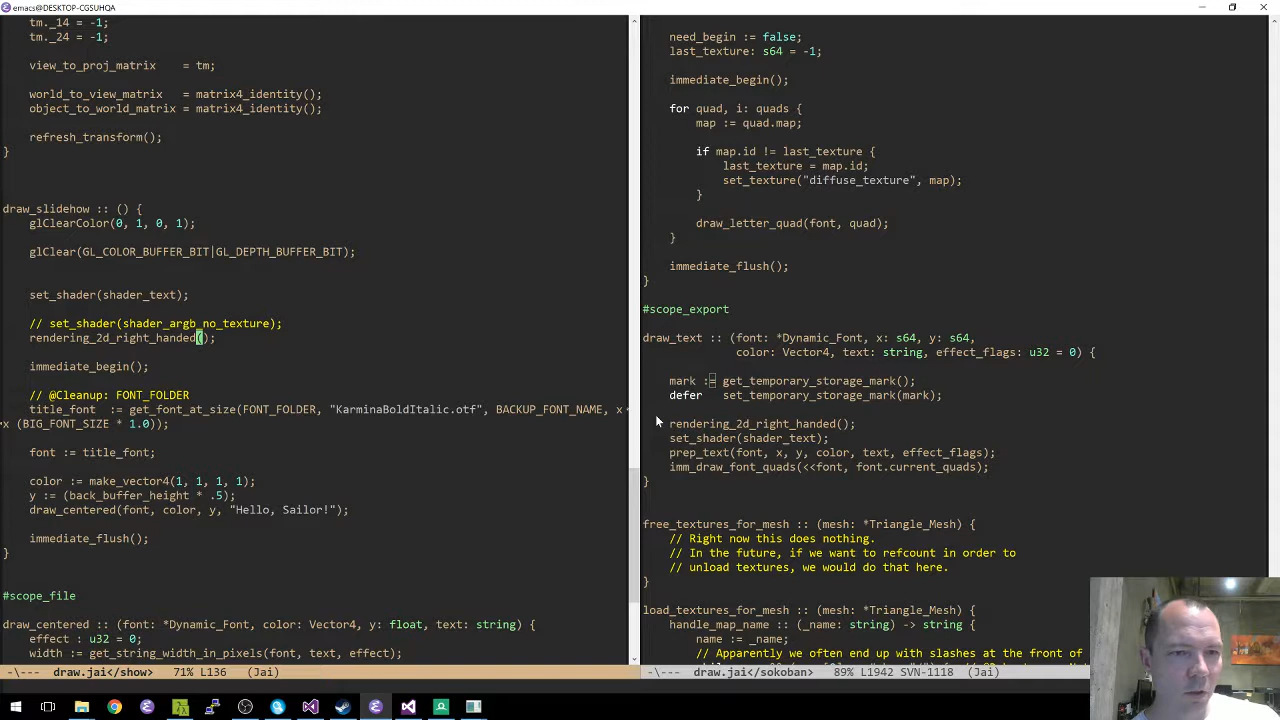 emacs@DESKTOP-CGSUHQA
tm._14 = -1;
tm._24 = -1;
view_to_proj_matrix    = tm;
world_to_view_matrix   = matrix4_identity();
object_to_world_matrix = matrix4_identity();
refresh_transform();
}
draw_slidehow :: () {
glClearColor(0, 1, 0, 1);
glClear(GL_COLOR_BUFFER_BIT|GL_DEPTH_BUFFER_BIT);
set_shader(shader_text);
// set_shader(shader_argb_no_texture);
rendering_2d_right_handed();
immediate_begin();
// @Cleanup: FONT_FOLDER
title_font  := get_font_at_size(FONT_FOLDER, "KarminaBoldItalic.otf", BACKUP_FONT_NAME, x
x (BIG_FONT_SIZE * 1.0));
font := title_font;
color := make_vector4(1, 1, 1, 1);
y := (back_buffer_height * .5);
draw_centered(font, color, y, "Hello, Sailor!");
immediate_flush();
}
#scope_file
draw_centered :: (font: *Dynamic_Font, color: Vector4, y: float, text: string) {
effect : u32 = 0;
width := get_string_width_in_pixels(font, text, effect);
-\--- draw.jai</show> 71% L136 (Jai)
need_begin := false;
last_texture: s64 = -1;
immediate_begin();
for quad, i: quads {
map := quad.map;
if map.id != last_texture {
last_texture = map.id;
set_texture("diffuse_texture", map);
}
draw_letter_quad(font, quad);
}
immediate_flush();
}
#scope_export
draw_text :: (font: *Dynamic_Font, x: s64, y: s64,
color: Vector4, text: string, effect_flags: u32 = 0) {
mark := get_temporary_storage_mark();
defer   set_temporary_storage_mark(mark);
rendering_2d_right_handed();
set_shader(shader_text);
prep_text(font, x, y, color, text, effect_flags);
imm_draw_font_quads(<<font, font.current_quads);
}
free_textures_for_mesh :: (mesh: *Triangle_Mesh) {
// Right now this does nothing.
// In the future, if we want to refcount in order to
// unload textures, we would do that here.
}
load_textures_for_mesh :: (mesh: *Triangle_Mesh) {
handle_map_name :: (_name: string) -> string {
name := _name;
// Apparently we often end up with slashes at the front of
-\--- draw.jai</sokoban> 89% L1942 SVN-1118 (Jai)